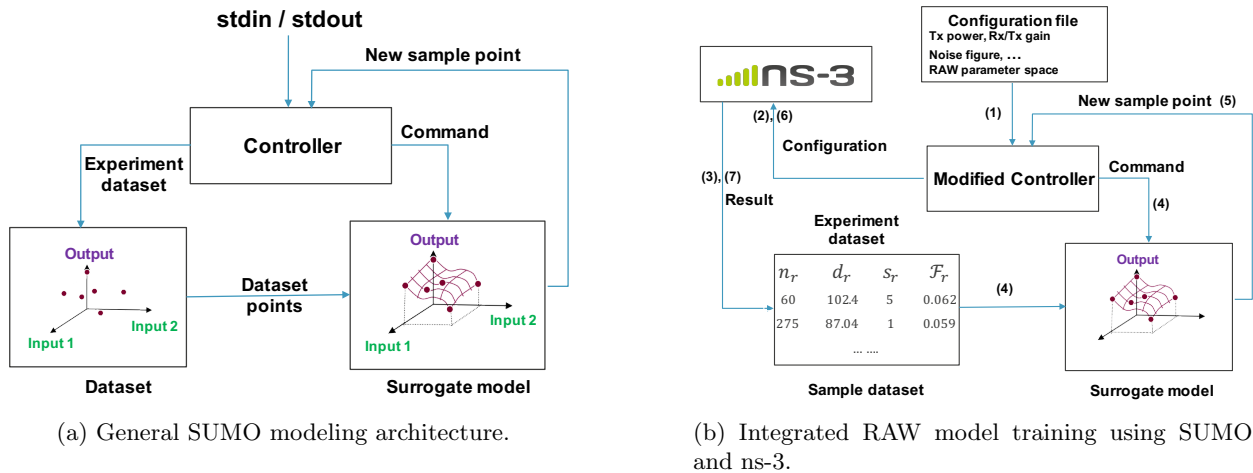 stdin / stdout
New sample point
Controller
Command
Experiment
dataset
Output
Input 1
Input 2
Dataset
points
Output
Input 1
Input 2
Dataset
Surrogate model
(a) General SUMO modeling architecture.
ns-3
Configuration file
Tx power, Rx/Tx gain
Noise figure, ...
RAW parameter space
(1)
New sample point (5)
(2), (6)
Configuration
Modified Controller
Command
(3), (7)
Result
(4)
Experiment
dataset
n_r d_r s_r F_r
60 102.4 5 0.062
275 87.04 1 0.059
... ....
(4)
Output
Sample dataset
Surrogate model
(b) Integrated RAW model training using SUMO
and ns-3.